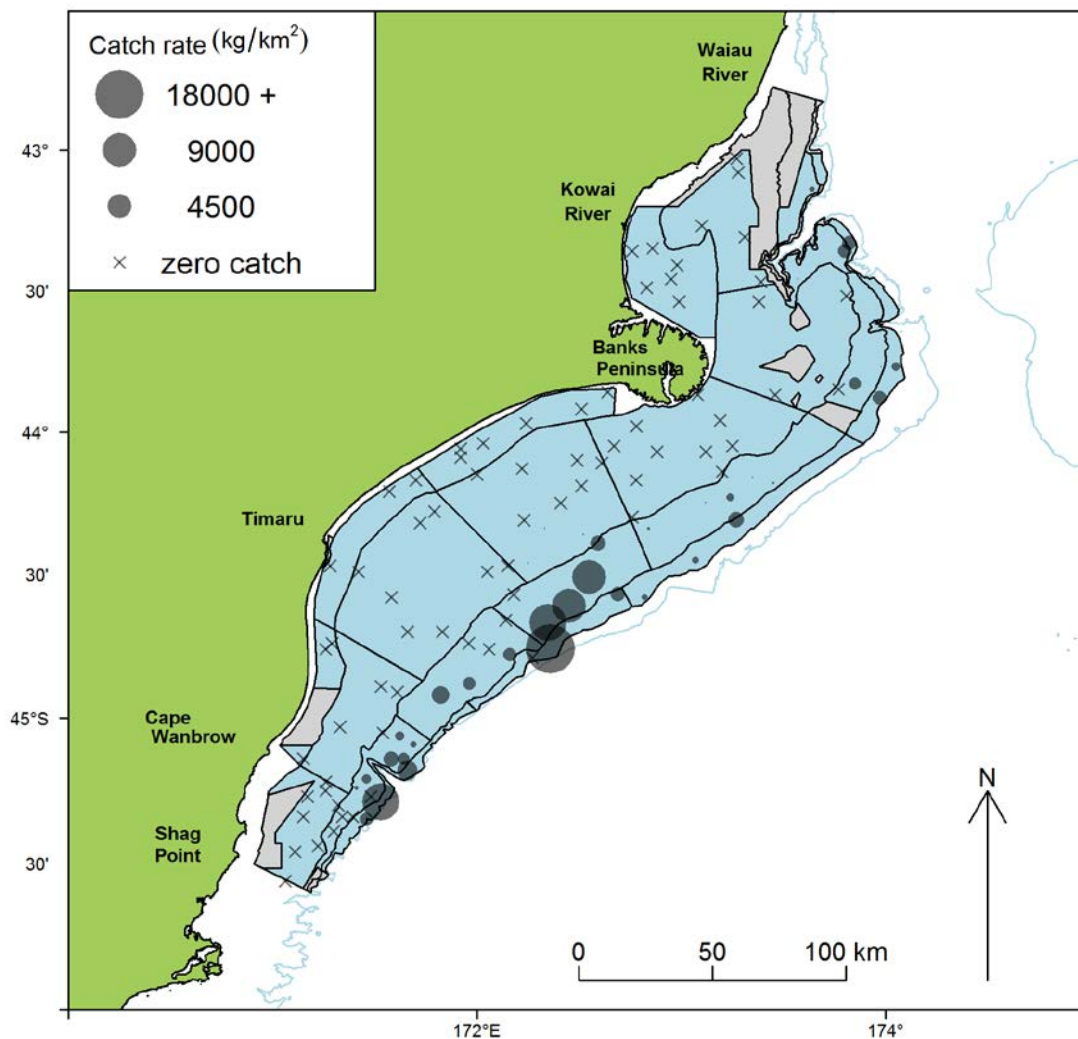 Catch rate (kg/km²)
18000 +
9000
4500
zero catch
Waiau
River
43°
Kowai
River
30'
Banks
Peninsula
44°
Timaru
30'
45°S
Cape
Wanbrow
N
Shag
Point
30'
0 50 100 km
172°E 174°